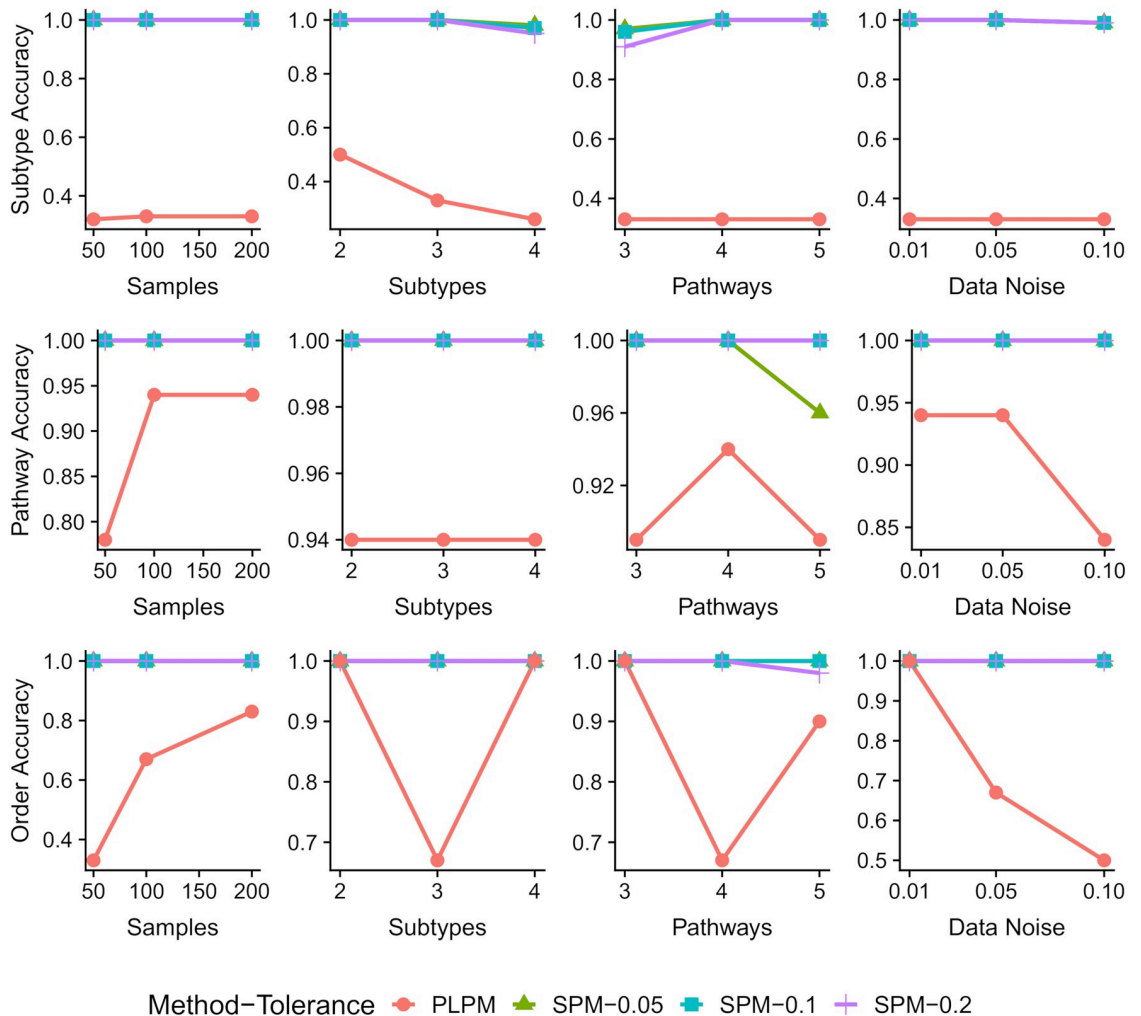 Subtype Accuracy
1.0
0.8
0.6
0.4
50 100 150 200
Samples
1.0
0.8
0.6
0.4
2 3 4
Subtypes
1.0
0.8
0.6
0.4
3 4 5
Pathways
1.0
0.8
0.6
0.4
0.01 0.05 0.10
Data Noise
Pathway Accuracy
1.00
0.95
0.90
0.85
0.80
50 100 150 200
Samples
1.00
0.98
0.96
0.94
2 3 4
Subtypes
1.00
0.96
0.92
3 4 5
Pathways
1.00
0.95
0.90
0.85
0.01 0.05 0.10
Data Noise
Order Accuracy
1.0
0.8
0.6
0.4
50 100 150 200
Samples
1.0
0.9
0.8
0.7
2 3 4
Subtypes
1.0
0.9
0.8
0.7
3 4 5
Pathways
1.0
0.9
0.8
0.7
0.6
0.5
0.01 0.05 0.10
Data Noise
Method−Tolerance PLPM SPM−0.05 SPM−0.1 SPM−0.2